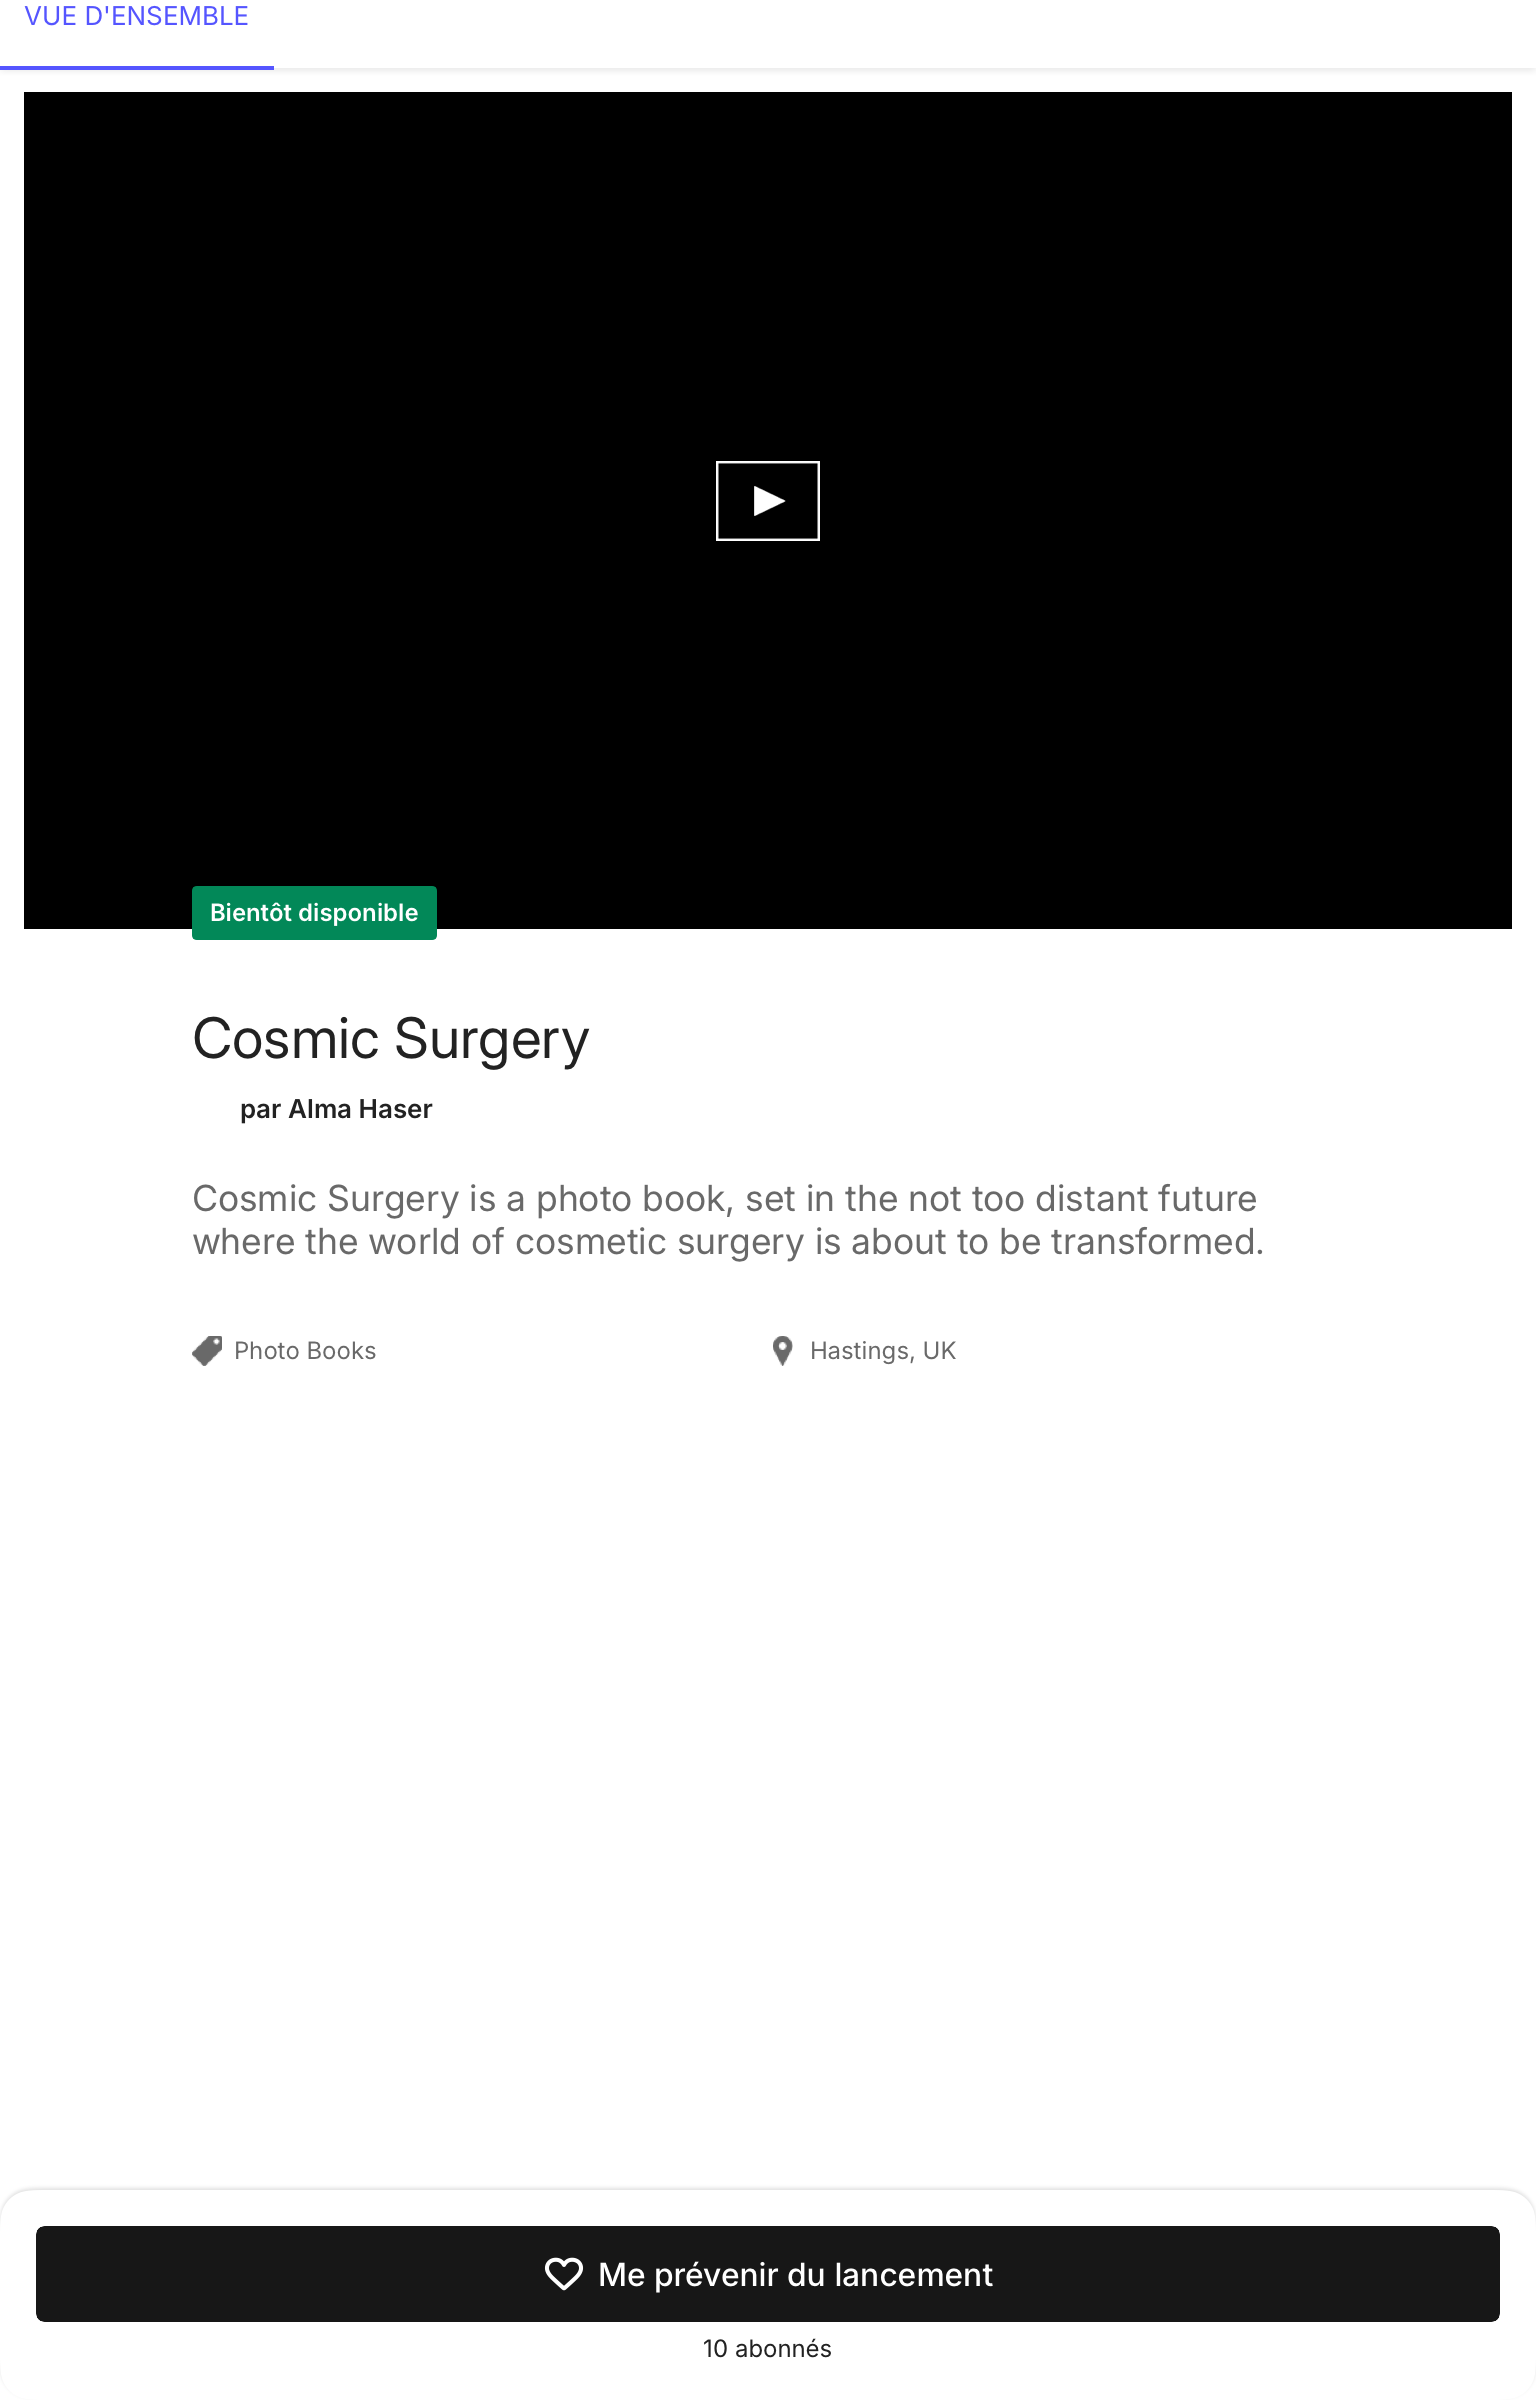 VUE D'ENSEMBLE
Bientôt disponible
Cosmic Surgery
par Alma Haser
Cosmic Surgery is a photo book, set in the not too distant future
where the world of cosmetic surgery is about to be transformed.
Photo Books
Hastings, UK
Me prévenir du lancement
10 abonnés